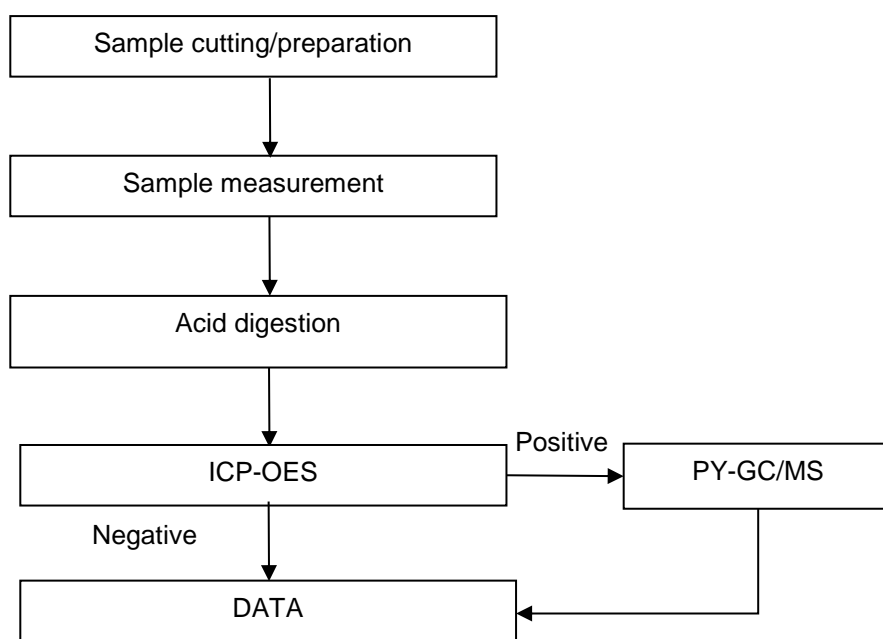 Sample cutting/preparation
Sample measurement
Acid digestion
ICP-OES
Positive
PY-GC/MS
Negative
DATA